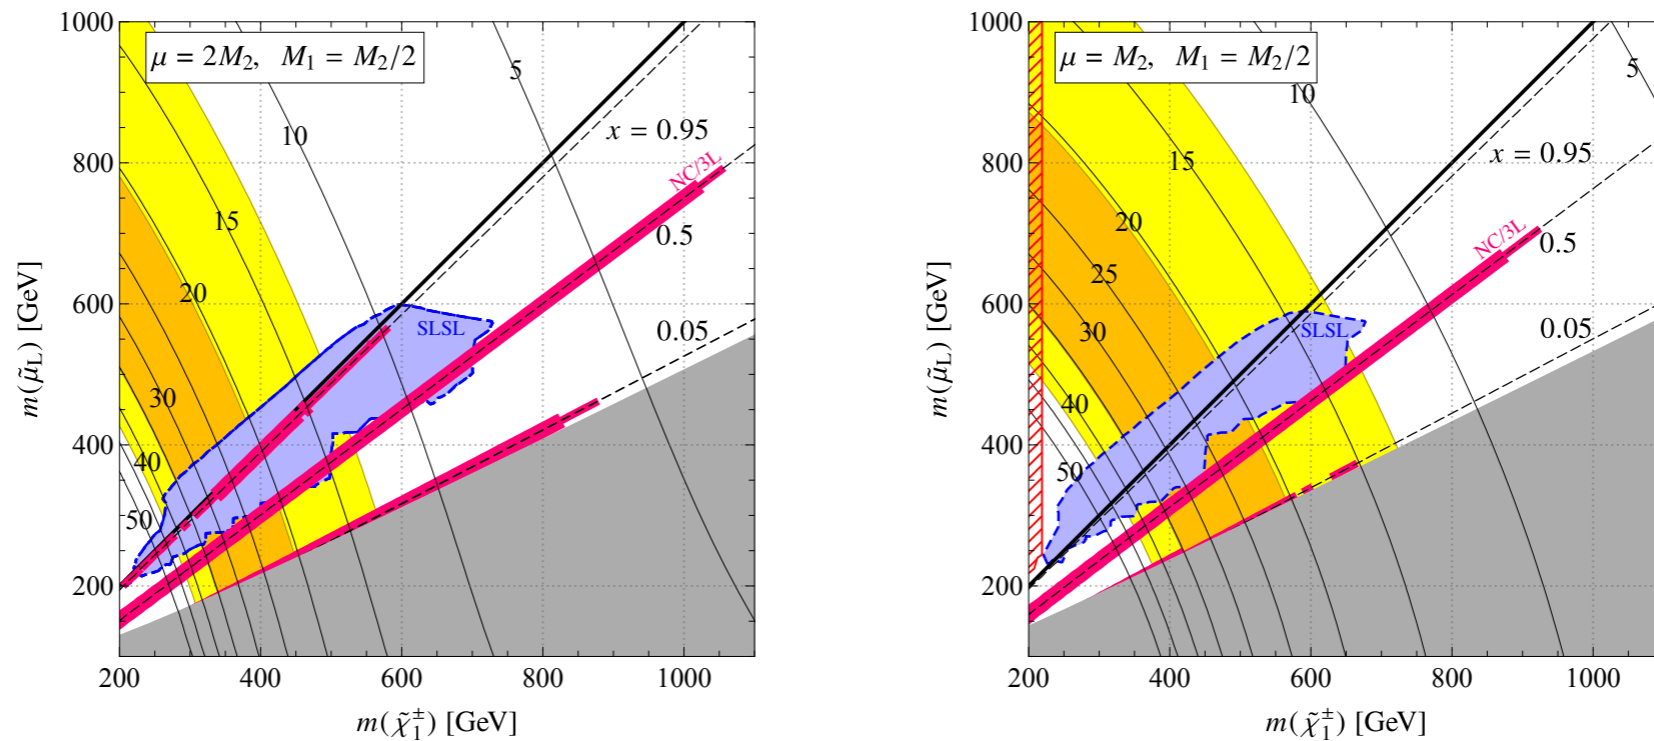 μ = 2M₂, M₁ = M₂/2
1000
800
600
400
200
m(μ̃_L) [GeV]
5
10
15
20
30
40
50
x = 0.95
NC/3L
0.5
SLSL
0.05
200 400 600 800 1000
m(χ̃₁^±) [GeV]
μ = M₂, M₁ = M₂/2
1000
800
600
400
200
m(μ̃_L) [GeV]
5
10
15
20
25
30
40
50
x = 0.95
NC/3L
0.5
SLSL
0.05
200 400 600 800 1000
m(χ̃₁^±) [GeV]